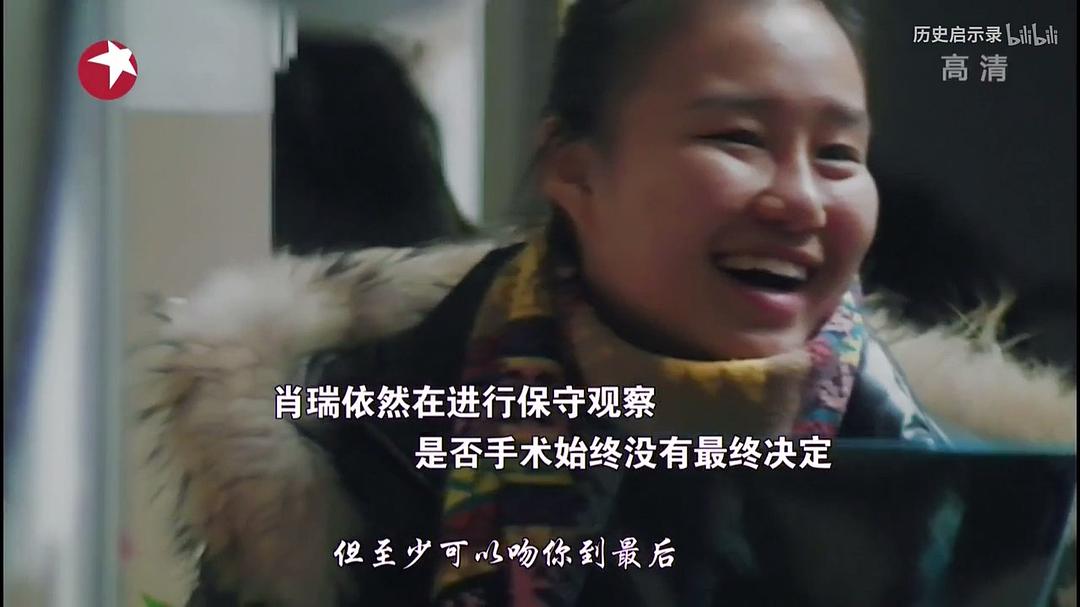 历史启示录 bilibili
高清
肖瑞依然在进行保守观察
是否手术始终没有最终决定
但至少可以吻你到最后